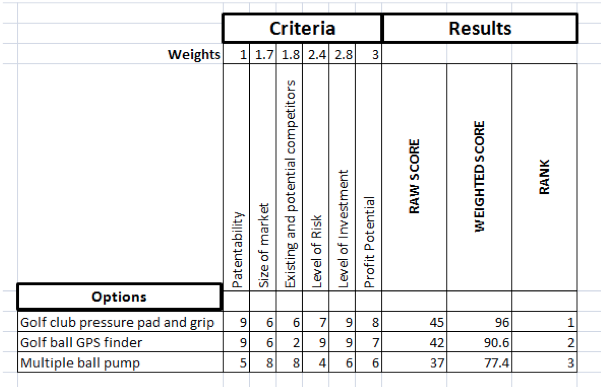 Criteria Results
Weights 1 1.7 1.8 2.4 2.8 3
Patentability
Size of market
Existing and potential competitors
Level of Risk
Level of Investment
Profit Potential
RAW SCORE
WEIGHTED SCORE
RANK
Options
Golf club pressure pad and grip 9 6 6 7 9 8 45 96 1
Golf ball GPS finder 9 6 2 9 9 7 42 90.6 2
Multiple ball pump 5 8 8 4 6 6 37 77.4 3